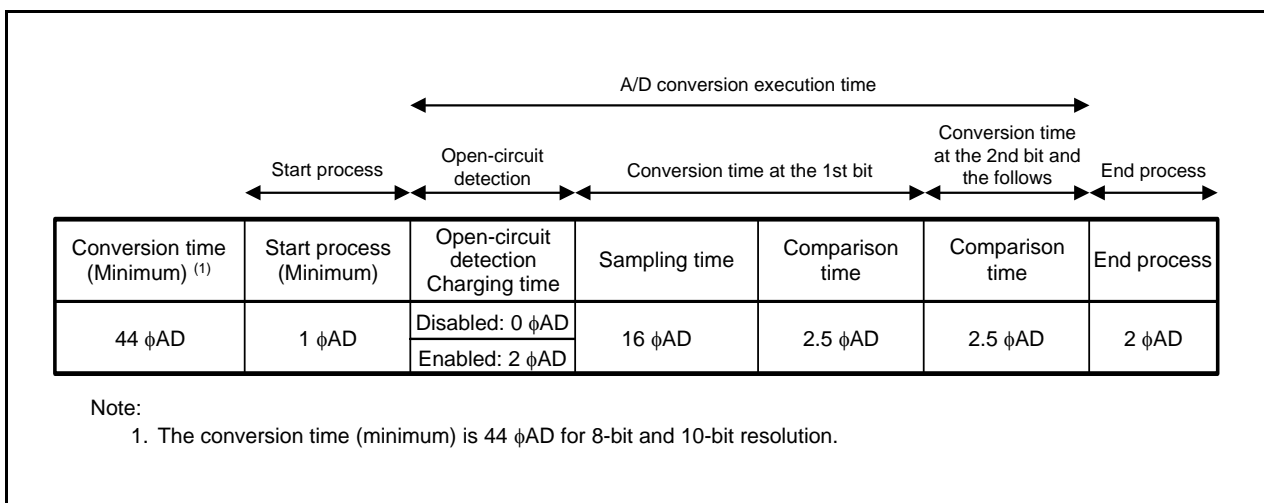 A/D conversion execution time
Start process
Open-circuit
detection
Conversion time at the 1st bit
Conversion time
at the 2nd bit and
the follows
End process
Conversion time
(Minimum) (1)
Start process
(Minimum)
Open-circuit
detection
Charging time
Sampling time
Comparison
time
Comparison
time
End process
44 ϕAD
1 ϕAD
Disabled: 0 ϕAD
Enabled: 2 ϕAD
16 ϕAD
2.5 ϕAD
2.5 ϕAD
2 ϕAD
Note:
1. The conversion time (minimum) is 44 ϕAD for 8-bit and 10-bit resolution.